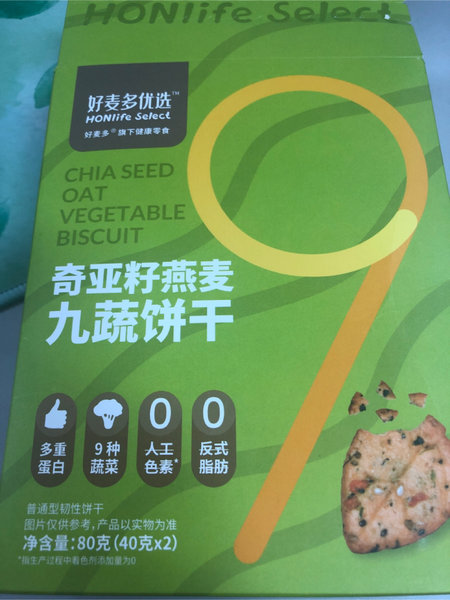 HONlife Select
好麦多优选™
HONlife Select
好麦多®旗下健康零食
CHIA SEED
OAT
VEGETABLE
BISCUIT
奇亚籽燕麦
九蔬饼干
9
多重
蛋白
9种
蔬菜
0
人工
色素*
0
反式
脂肪
普通型韧性饼干
图片仅供参考,产品以实物为准
净含量:80克(40克x2)
*指生产过程中着色剂添加量为0